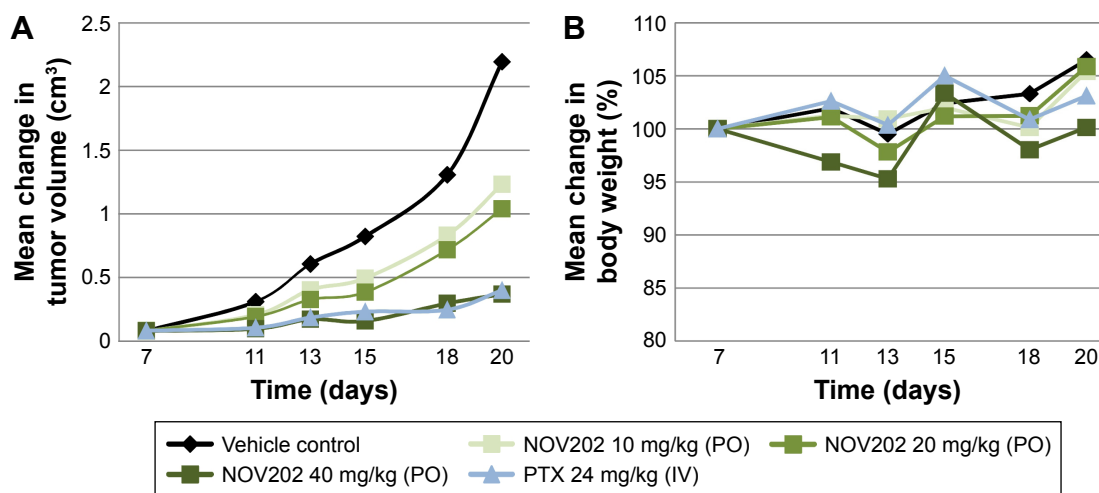 A
Mean change in
tumor volume (cm³)
2.5
2
1.5
1
0.5
0
7 11 13 15 18 20
Time (days)
B
Mean change in
body weight (%)
110
105
100
95
90
85
80
7 11 13 15 18 20
Time (days)
Vehicle control NOV202 10 mg/kg (PO) NOV202 20 mg/kg (PO)
NOV202 40 mg/kg (PO) PTX 24 mg/kg (IV)